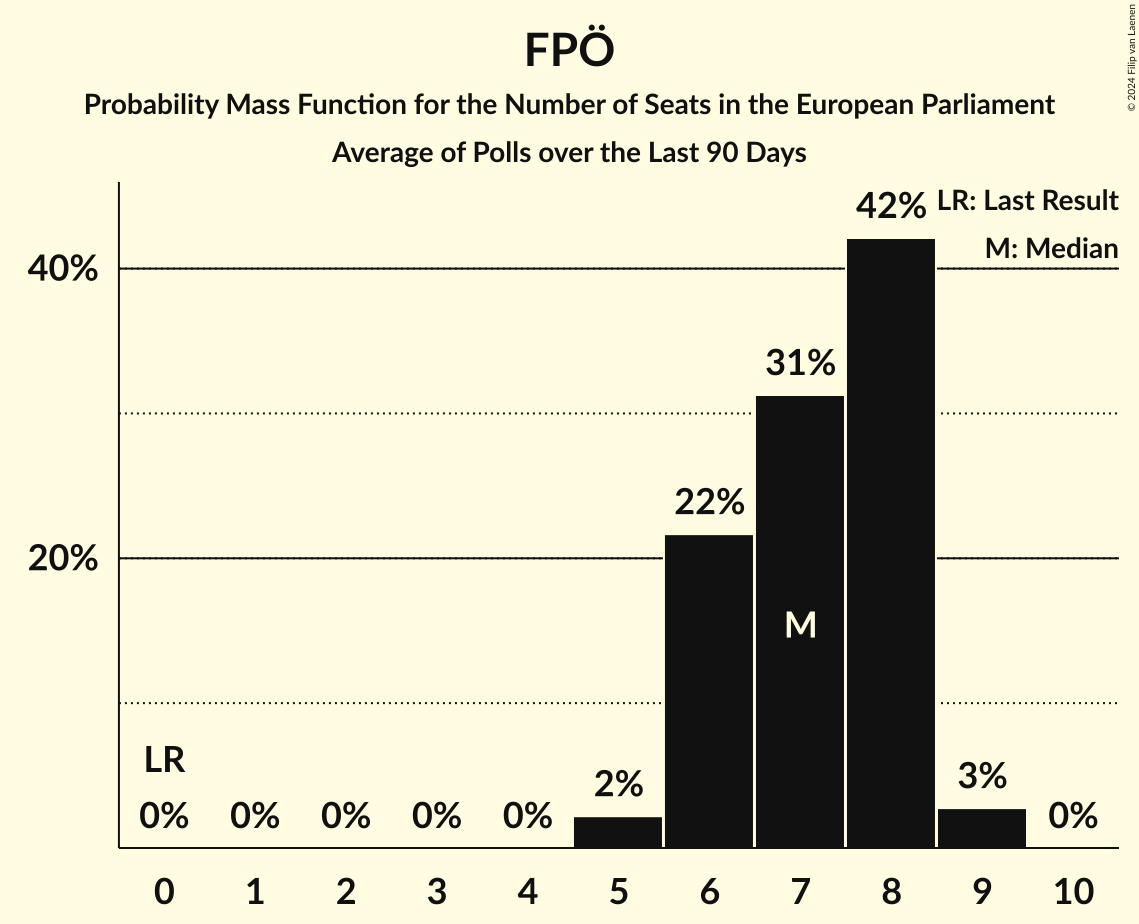 FPÖ
Probability Mass Function for the Number of Seats in the European Parliament
Average of Polls over the Last 90 Days
© 2024 Filip van Laenen
LR: Last Result
M: Median
40%
20%
LR
0%
0%
0%
0%
0%
2%
22%
31%
42%
3%
0%
M
0 1 2 3 4 5 6 7 8 9 10